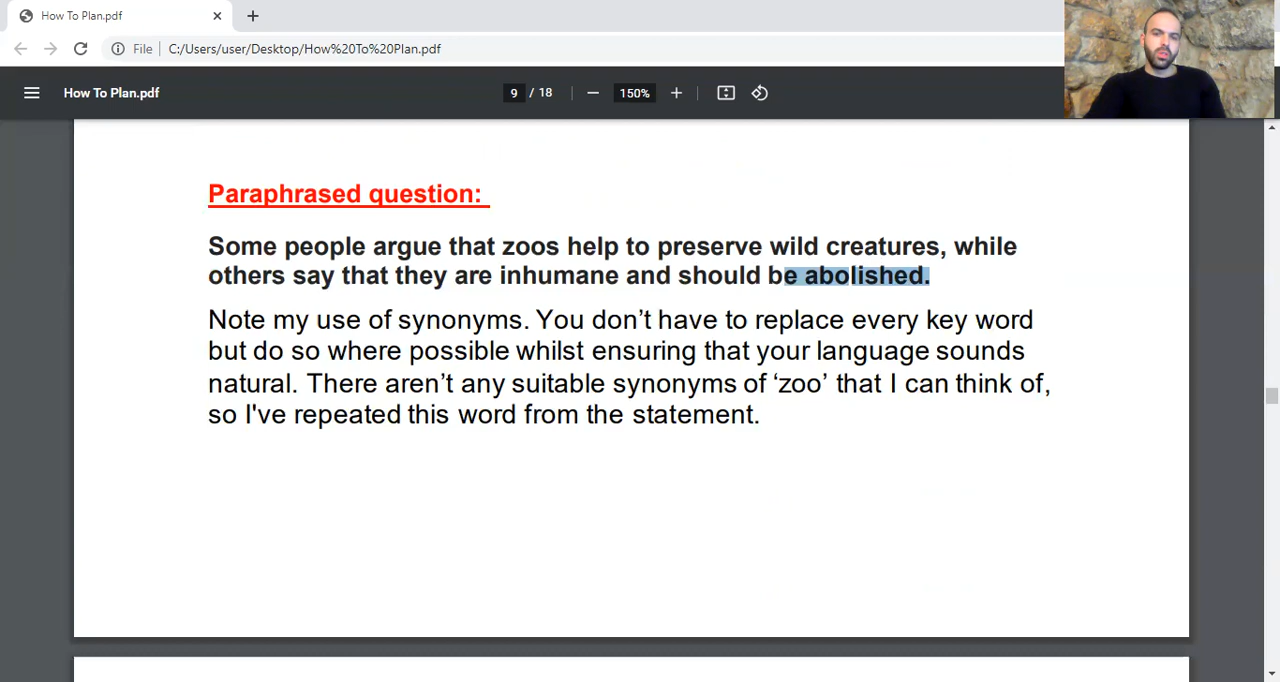 How To Plan.pdf
File
C:/Users/user/Desktop/How%20To%20Plan.pdf
How To Plan.pdf
9 / 18
150%
Paraphrased question:
Some people argue that zoos help to preserve wild creatures, while
others say that they are inhumane and should be abolished.
Note my use of synonyms. You don’t have to replace every key word
but do so where possible whilst ensuring that your language sounds
natural. There aren’t any suitable synonyms of ‘zoo’ that I can think of,
so I've repeated this word from the statement.